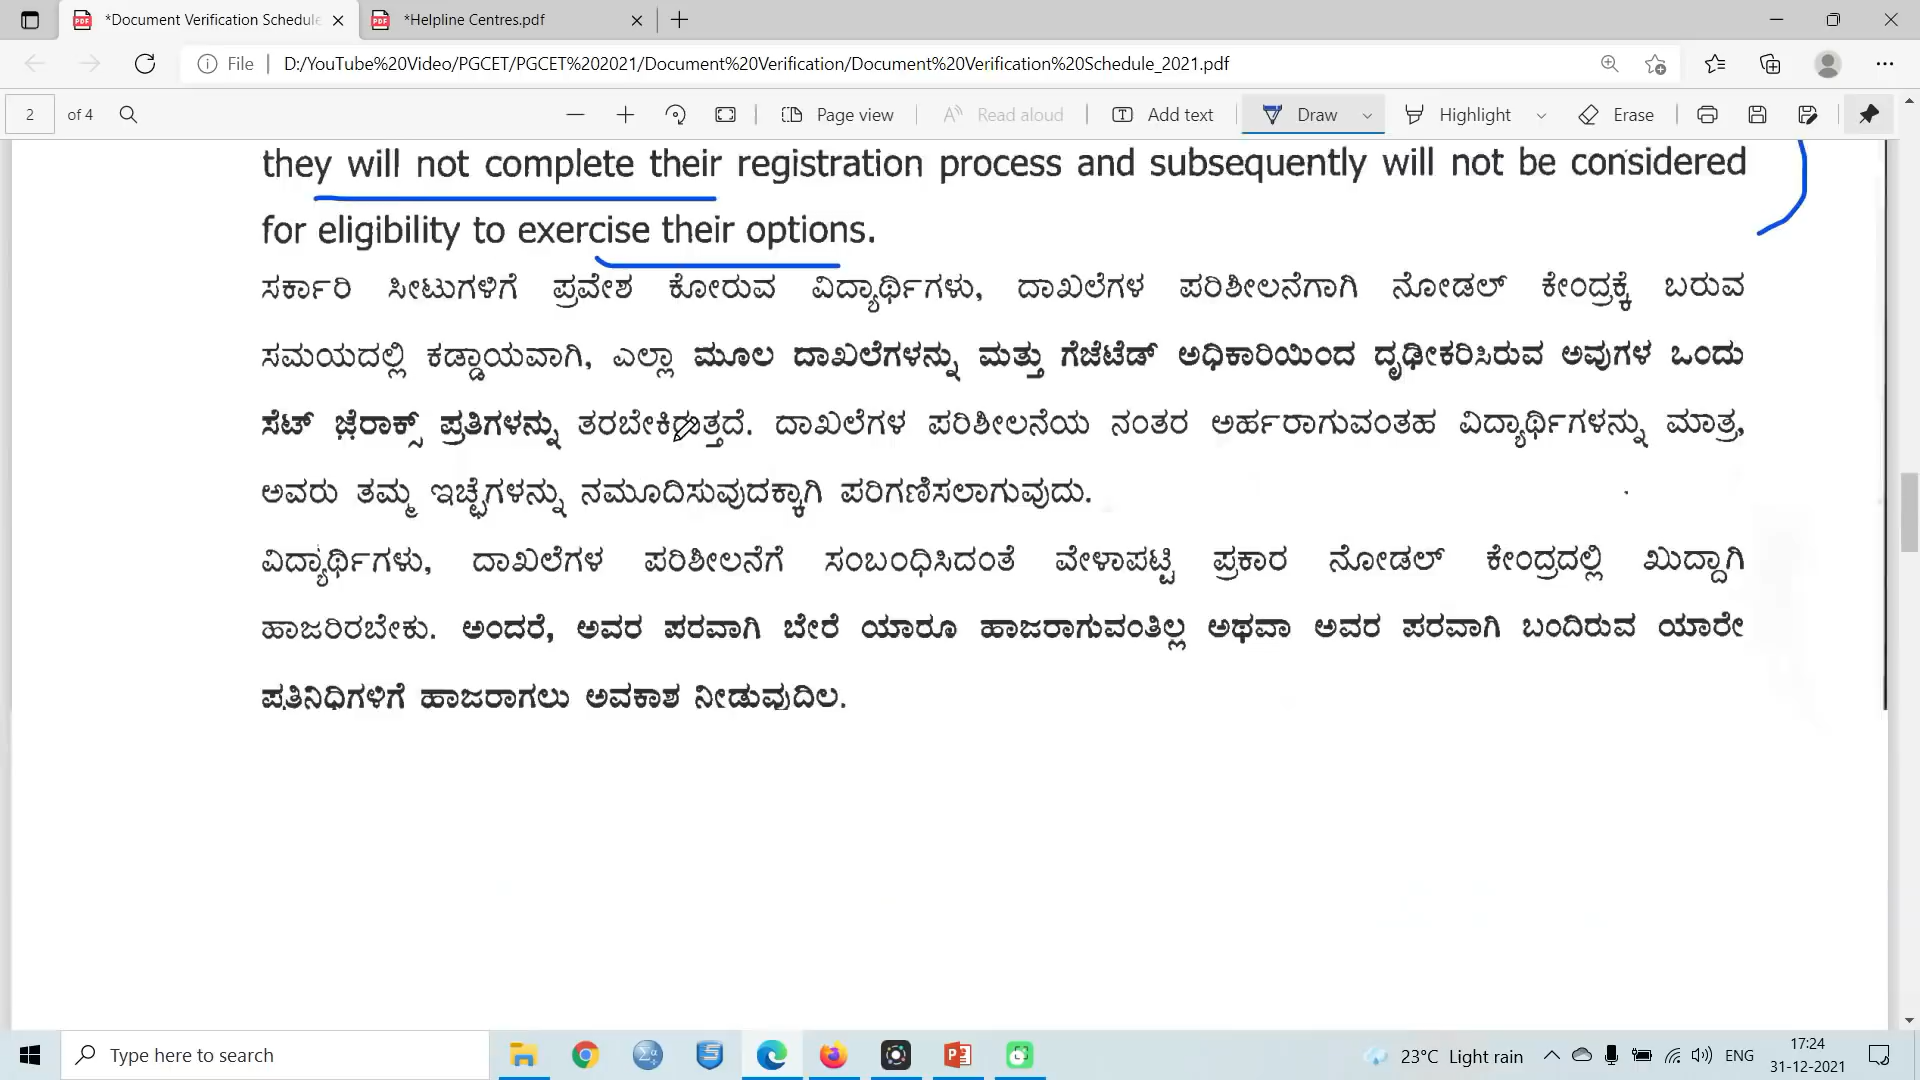 *Document Verification Schedule
*Helpline Centres.pdf
File
D:/YouTube%20Video/PGCET/PGCET%202021/Document%20Verification/Document%20Verification%20Schedule_2021.pdf
2 of 4
Page view
Read aloud
Add text
Draw
Highlight
Erase
they will not complete their registration process and subsequently will not be considered
for eligibility to exercise their options.
ಸರ್ಕಾರಿ ಸೀಟುಗಳಿಗೆ ಪ್ರವೇಶ ಕೋರುವ ವಿದ್ಯಾರ್ಥಿಗಳು, ದಾಖಲೆಗಳ ಪರಿಶೀಲನೆಗಾಗಿ ನೋಡಲ್ ಕೇಂದ್ರಕ್ಕೆ ಬರುವ
ಸಮಯದಲ್ಲಿ ಕಡ್ಡಾಯವಾಗಿ, ಎಲ್ಲಾ ಮೂಲ ದಾಖಲೆಗಳನ್ನು ಮತ್ತು ಗೆಜೆಟೆಡ್ ಅಧಿಕಾರಿಯಿಂದ ದೃಢೀಕರಿಸಿರುವ ಅವುಗಳ ಒಂದು
ಸೆಟ್ ಜೆರಾಕ್ಸ್ ಪ್ರತಿಗಳನ್ನು ತರಬೇಕಿರುತ್ತದೆ. ದಾಖಲೆಗಳ ಪರಿಶೀಲನೆಯ ನಂತರ ಅರ್ಹರಾಗುವಂತಹ ವಿದ್ಯಾರ್ಥಿಗಳನ್ನು ಮಾತ್ರ,
ಅವರು ತಮ್ಮ ಇಚ್ಛೆಗಳನ್ನು ನಮೂದಿಸುವುದಕ್ಕಾಗಿ ಪರಿಗಣಿಸಲಾಗುವುದು.
ವಿದ್ಯಾರ್ಥಿಗಳು, ದಾಖಲೆಗಳ ಪರಿಶೀಲನೆಗೆ ಸಂಬಂಧಿಸಿದಂತೆ ವೇಳಾಪಟ್ಟಿ ಪ್ರಕಾರ ನೋಡಲ್ ಕೇಂದ್ರದಲ್ಲಿ ಖುದ್ದಾಗಿ
ಹಾಜರಿರಬೇಕು. ಅಂದರೆ, ಅವರ ಪರವಾಗಿ ಬೇರೆ ಯಾರೂ ಹಾಜರಾಗುವಂತಿಲ್ಲ ಅಥವಾ ಅವರ ಪರವಾಗಿ ಬಂದಿರುವ ಯಾರೇ
ಪ್ರತಿನಿಧಿಗಳಿಗೆ ಹಾಜರಾಗಲು ಅವಕಾಶ ನೀಡುವುದಿಲ್ಲ.
Type here to search
23°C Light rain
ENG
17:24
31-12-2021